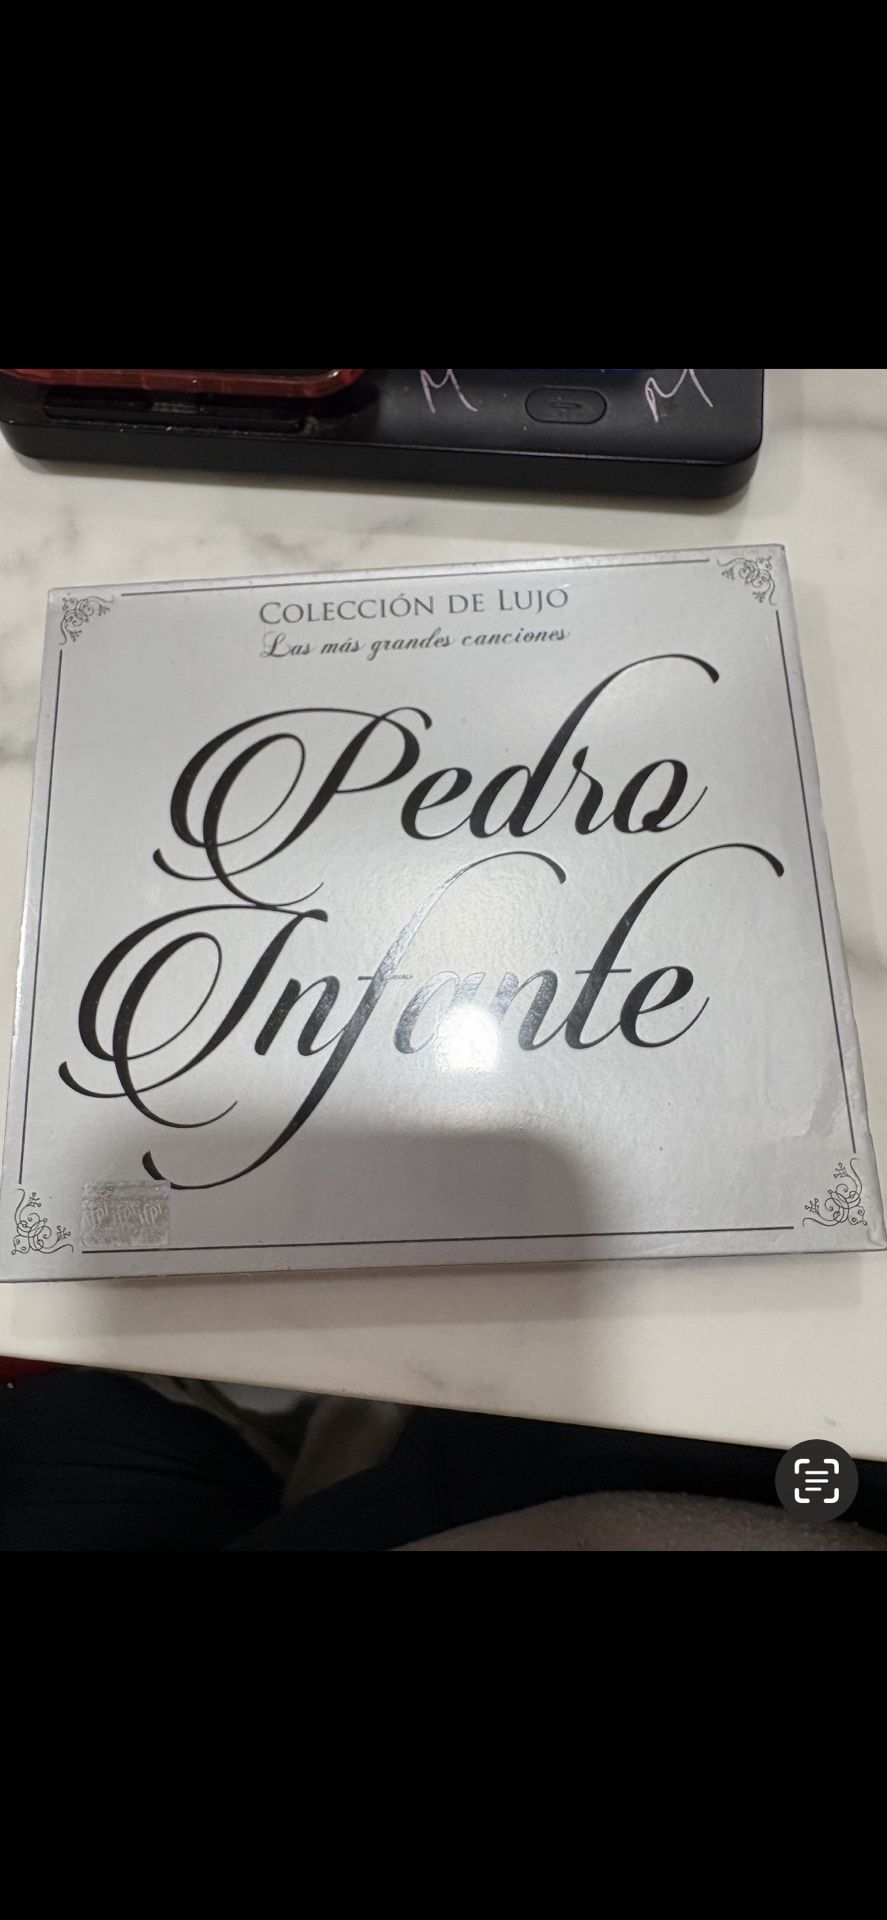 M M
COLECCIÓN DE LUJO
Las más grandes canciones
Pedro
Infante